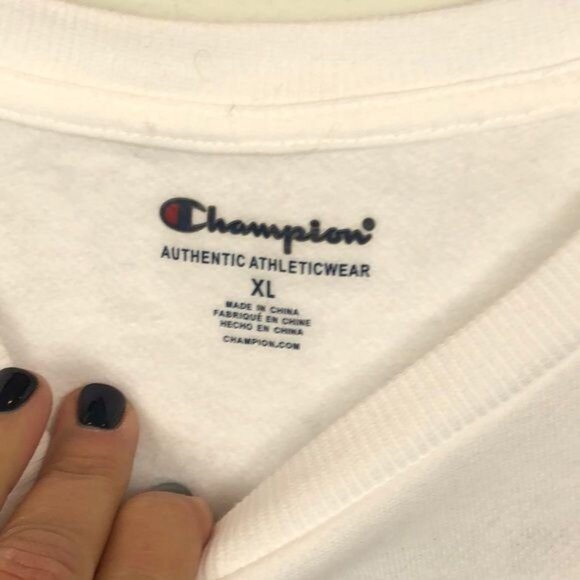 Champion®
AUTHENTIC ATHLETICWEAR
XL
MADE IN CHINA
FABRIQUÉ EN CHINE
HECHO EN CHINA
CHAMPION.COM